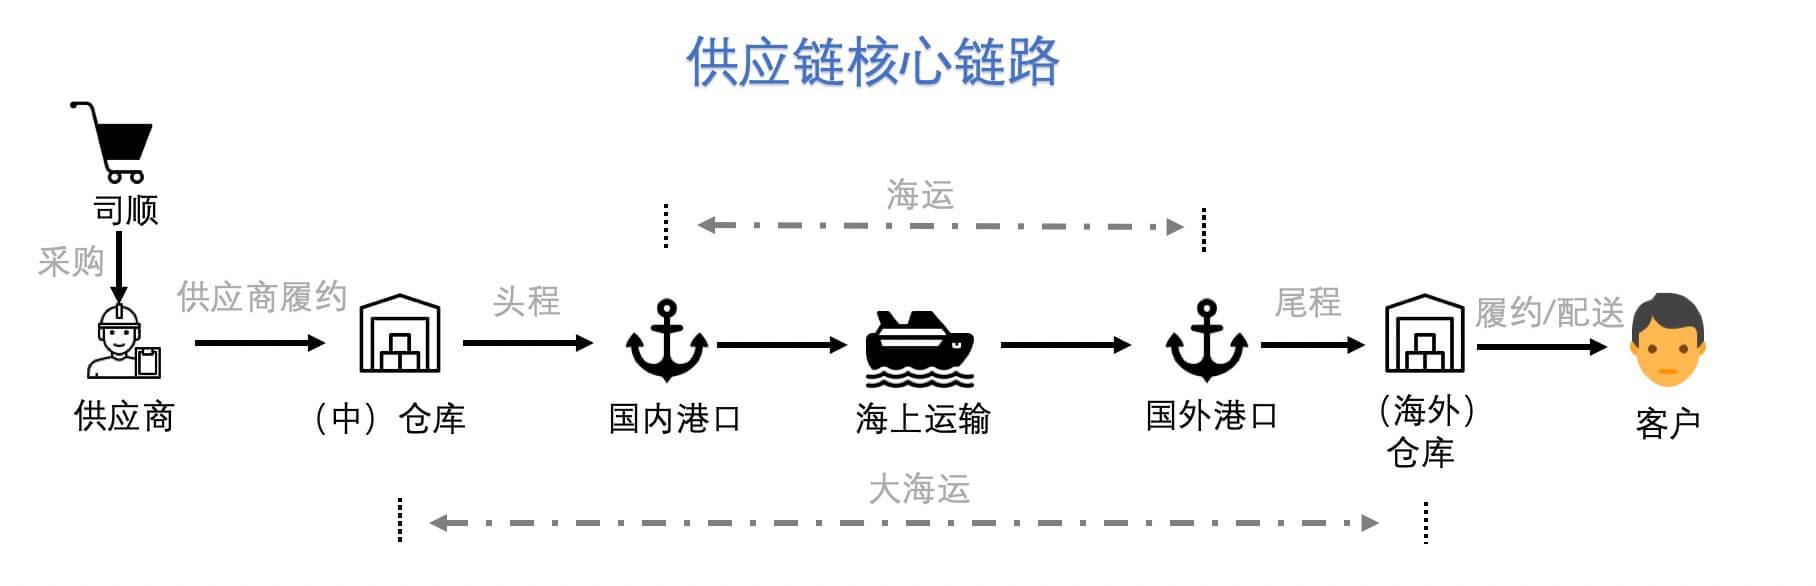 供应链核心链路
司顺
采购
供应商
供应商履约
（中）仓库
头程
国内港口
海运
海上运输
国外港口
尾程
（海外）
仓库
履约/配送
客户
大海运